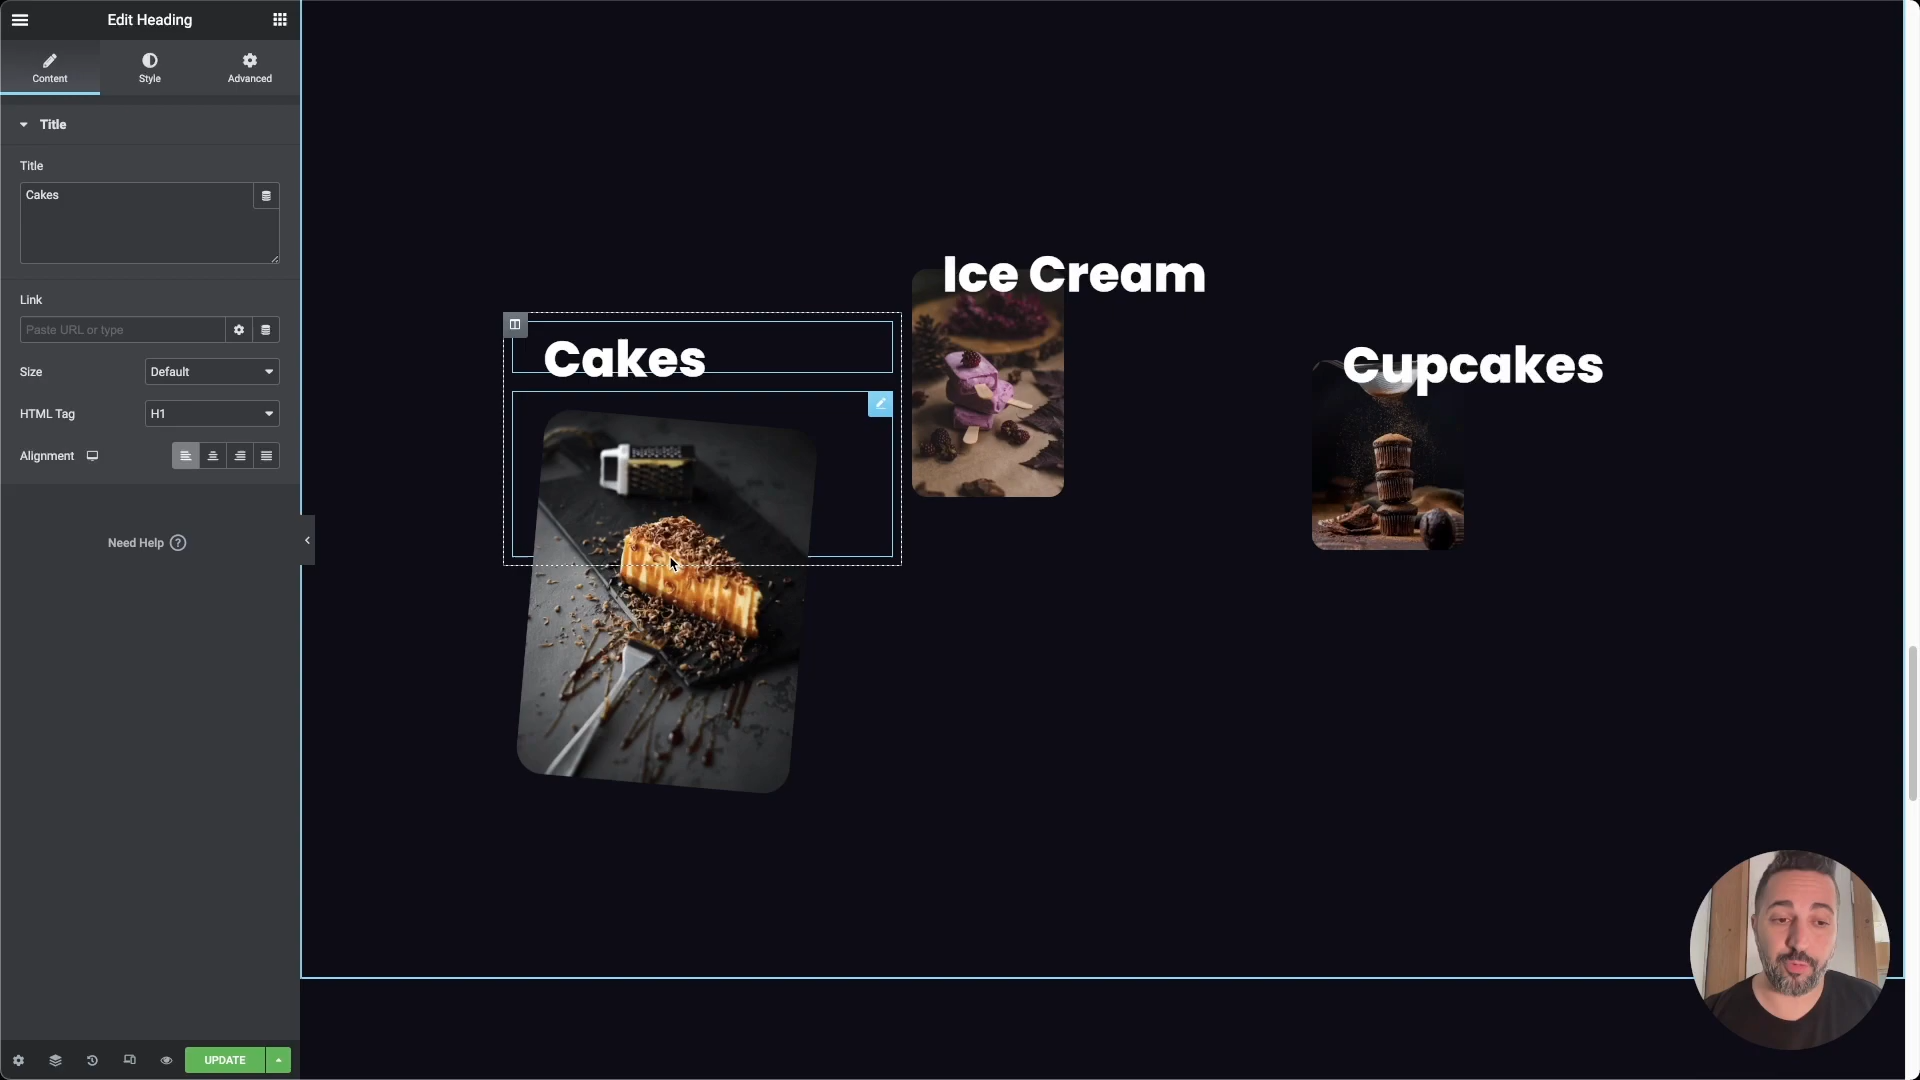 Edit Heading
Content
Style
Advanced
Title
Title
Cakes
Link
Paste URL or type
Size
Default
HTML Tag
H1
Alignment
Need Help ?
UPDATE
Ice Cream
Cakes
Cupcakes